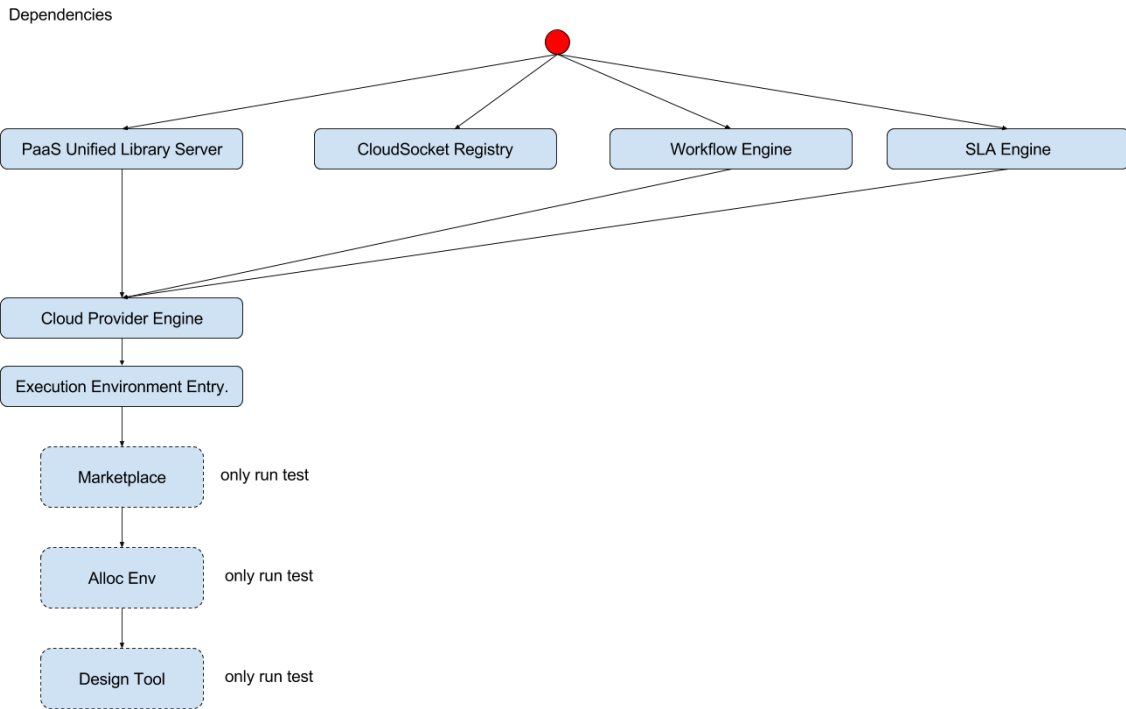 Dependencies
PaaS Unified Library Server
CloudSocket Registry
Workflow Engine
SLA Engine
Cloud Provider Engine
Execution Environment Entry.
Marketplace
only run test
Alloc Env
only run test
Design Tool
only run test